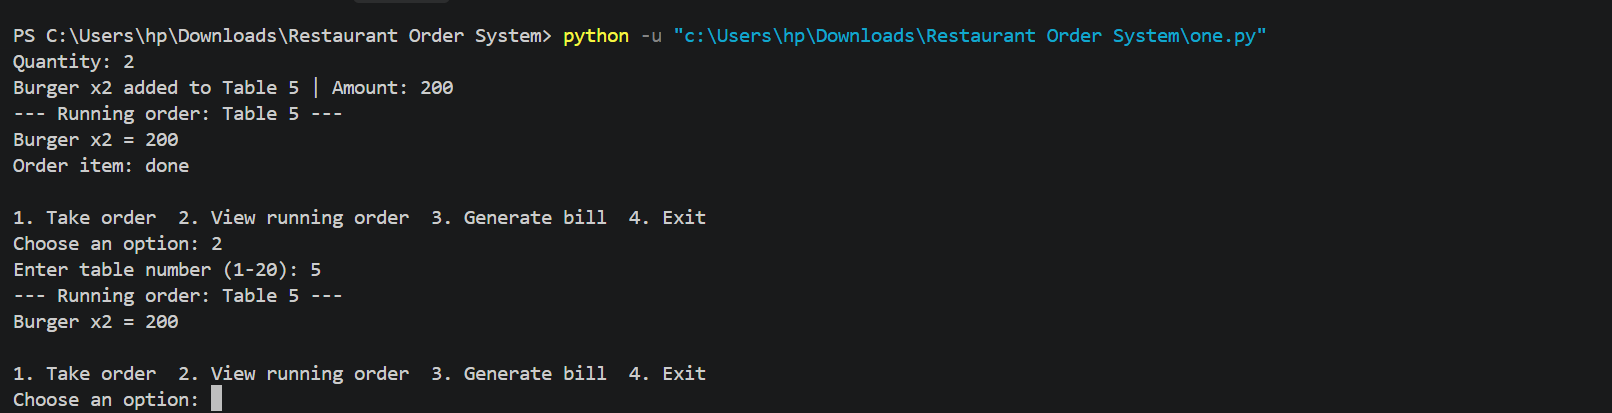 PS C:\Users\hp\Downloads\Restaurant Order System> python -u "c:\Users\hp\Downloads\Restaurant Order System\one.py"
Quantity: 2
Burger x2 added to Table 5 | Amount: 200
--- Running order: Table 5 ---
Burger x2 = 200
Order item: done

1. Take order  2. View running order  3. Generate bill  4. Exit
Choose an option: 2
Enter table number (1-20): 5
--- Running order: Table 5 ---
Burger x2 = 200

1. Take order  2. View running order  3. Generate bill  4. Exit
Choose an option: